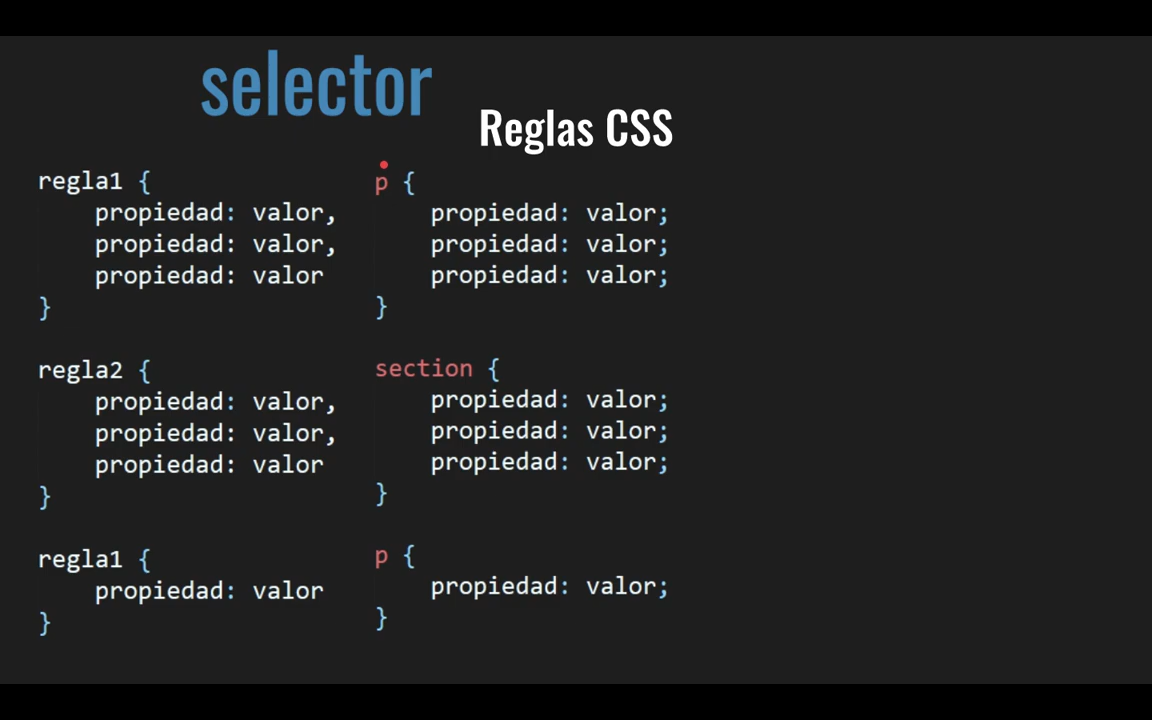 selector
Reglas CSS
regla1 {
propiedad: valor,
propiedad: valor,
propiedad: valor
}
regla2 {
propiedad: valor,
propiedad: valor,
propiedad: valor
}
regla1 {
propiedad: valor
}
p {
propiedad: valor;
propiedad: valor;
propiedad: valor;
}
section {
propiedad: valor;
propiedad: valor;
propiedad: valor;
}
p {
propiedad: valor;
}